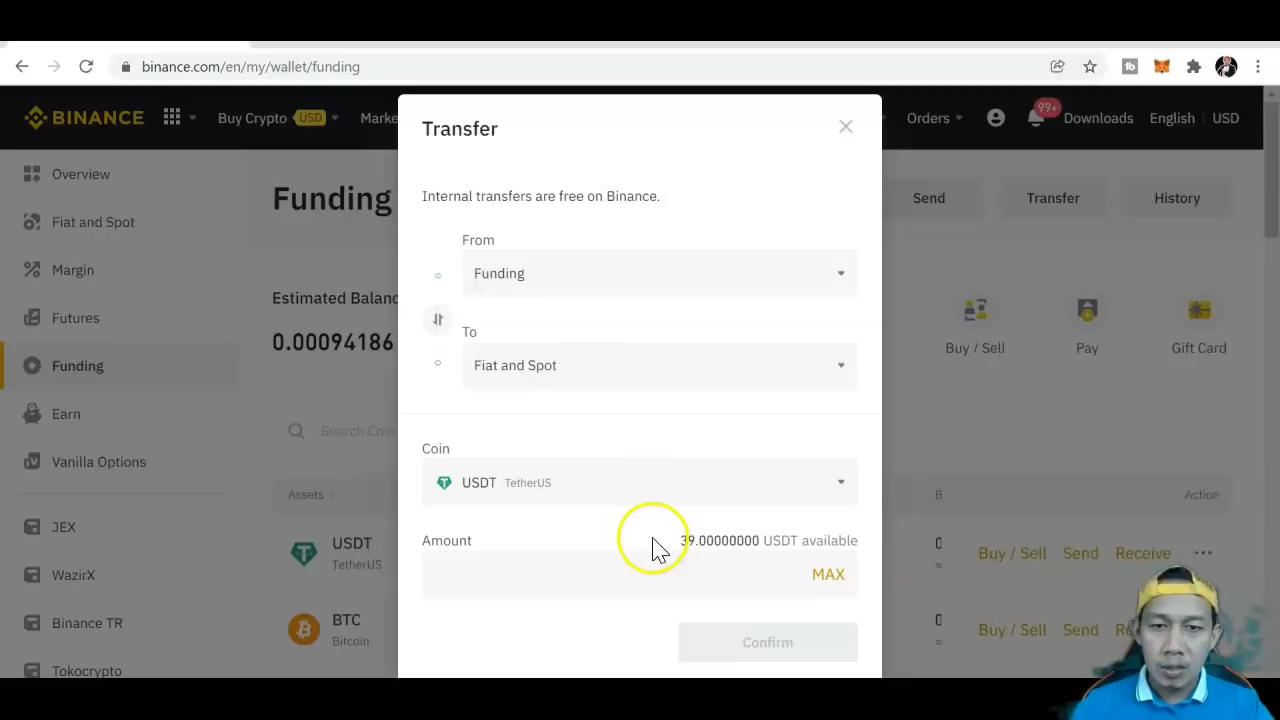 binance.com/en/my/wallet/funding
BINANCE Buy Crypto USD Orders 99+ Downloads English USD
Transfer
Overview
Fiat and Spot
Margin
Futures
Funding
Earn
Vanilla Options
JEX
WazirX
Binance TR
Tokocrypto
Funding
Send Transfer History
Estimated
0.00094186
Buy / Sell Pay Gift Card
Search Coin
Assets
Action
USDT
TetherUS
Buy / Sell Send Receive
BTC
Bitcoin
Buy / Sell Send
Internal transfers are free on Binance.
From
Funding
To
Fiat and Spot
Coin
USDT TetherUS
Amount 39.00000000 USDT available
MAX
Confirm